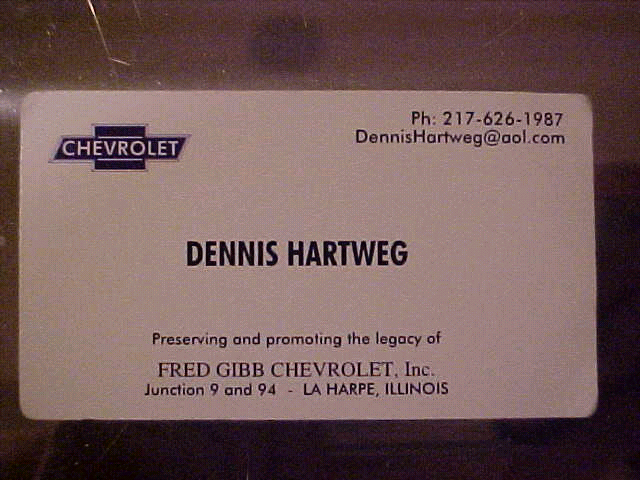 CHEVROLET
Ph: 217-626-1987
DennisHartweg@aol.com
DENNIS HARTWEG
Preserving and promoting the legacy of
FRED GIBB CHEVROLET, Inc.
Junction 9 and 94 - LA HARPE, ILLINOIS